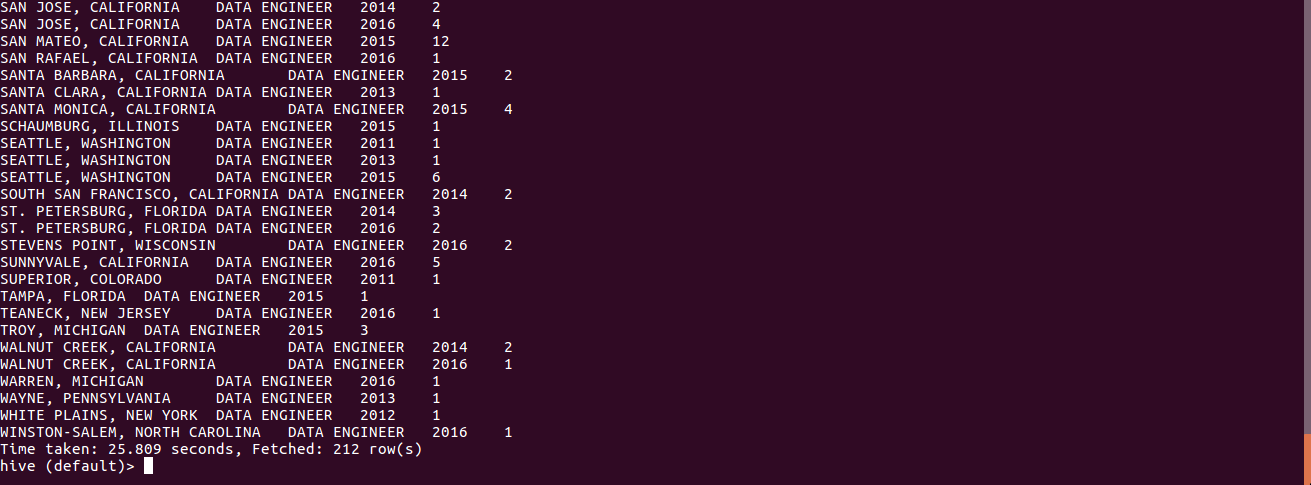 SAN JOSE, CALIFORNIA DATA ENGINEER 2014 2
SAN JOSE, CALIFORNIA DATA ENGINEER 2016 4
SAN MATEO, CALIFORNIA DATA ENGINEER 2015 12
SAN RAFAEL, CALIFORNIA DATA ENGINEER 2016 1
SANTA BARBARA, CALIFORNIA DATA ENGINEER 2015 2
SANTA CLARA, CALIFORNIA DATA ENGINEER 2013 1
SANTA MONICA, CALIFORNIA DATA ENGINEER 2015 4
SCHAUMBURG, ILLINOIS DATA ENGINEER 2015 1
SEATTLE, WASHINGTON DATA ENGINEER 2011 1
SEATTLE, WASHINGTON DATA ENGINEER 2013 1
SEATTLE, WASHINGTON DATA ENGINEER 2015 6
SOUTH SAN FRANCISCO, CALIFORNIA DATA ENGINEER 2014 2
ST. PETERSBURG, FLORIDA DATA ENGINEER 2014 3
ST. PETERSBURG, FLORIDA DATA ENGINEER 2016 2
STEVENS POINT, WISCONSIN DATA ENGINEER 2016 2
SUNNYVALE, CALIFORNIA DATA ENGINEER 2016 5
SUPERIOR, COLORADO DATA ENGINEER 2011 1
TAMPA, FLORIDA DATA ENGINEER 2015 1
TEANECK, NEW JERSEY DATA ENGINEER 2016 1
TROY, MICHIGAN DATA ENGINEER 2015 3
WALNUT CREEK, CALIFORNIA DATA ENGINEER 2014 2
WALNUT CREEK, CALIFORNIA DATA ENGINEER 2016 1
WARREN, MICHIGAN DATA ENGINEER 2016 1
WAYNE, PENNSYLVANIA DATA ENGINEER 2013 1
WHITE PLAINS, NEW YORK DATA ENGINEER 2012 1
WINSTON-SALEM, NORTH CAROLINA DATA ENGINEER 2016 1
Time taken: 25.809 seconds, Fetched: 212 row(s)
hive (default)>